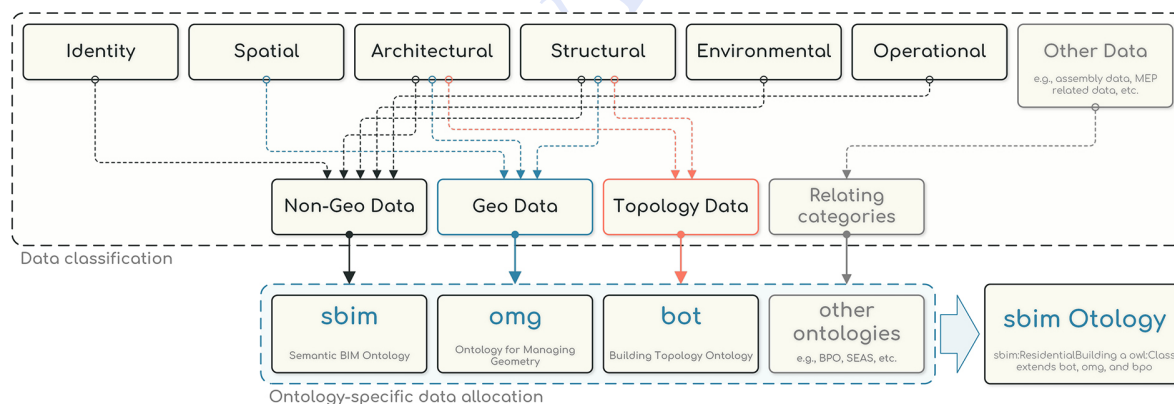 Identity
Spatial
Architectural
Structural
Environmental
Operational
Other Data
e.g., assembly data, MEP
related data, etc.
Non-Geo Data
Geo Data
Topology Data
Relating
categories
Data classification
sbim
Semantic BIM Ontology
omg
Ontology for Managing
Geometry
bot
Building Topology Ontology
other
ontologies
e.g., BPO, SEAS, etc.
sbim Otology
sbim:ResidentialBuilding a owl:Class
extends bot, omg, and bpo
Ontology-specific data allocation